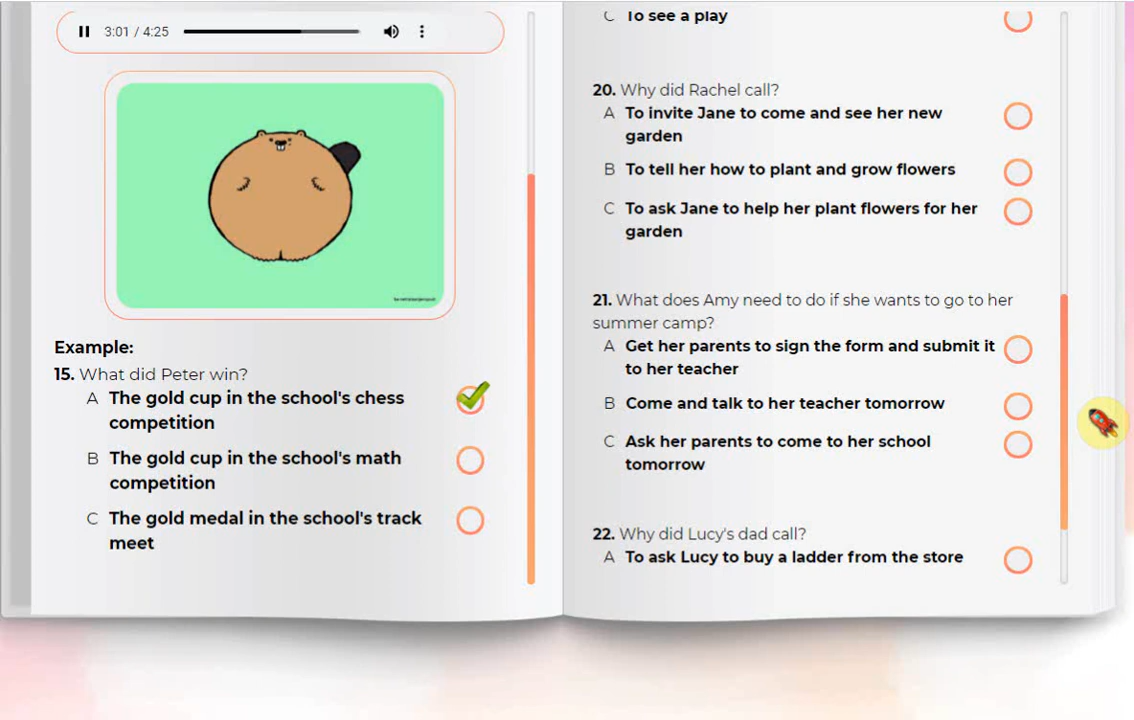 3:01 / 4:25
Example:
15. What did Peter win?
A The gold cup in the school's chess
competition
B The gold cup in the school's math
competition
C The gold medal in the school's track
meet
C To see a play
20. Why did Rachel call?
A To invite Jane to come and see her new
garden
B To tell her how to plant and grow flowers
C To ask Jane to help her plant flowers for her
garden
21. What does Amy need to do if she wants to go to her
summer camp?
A Get her parents to sign the form and submit it
to her teacher
B Come and talk to her teacher tomorrow
C Ask her parents to come to her school
tomorrow
22. Why did Lucy's dad call?
A To ask Lucy to buy a ladder from the store